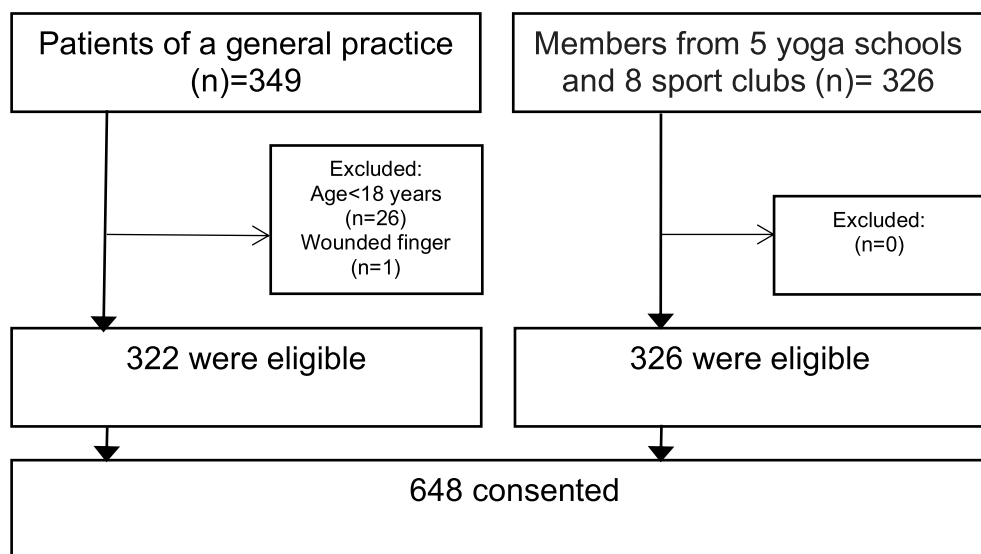 Patients of a general practice
(n)=349
Members from 5 yoga schools
and 8 sport clubs (n)= 326
Excluded:
Age<18 years
(n=26)
Wounded finger
(n=1)
Excluded:
(n=0)
322 were eligible
326 were eligible
648 consented